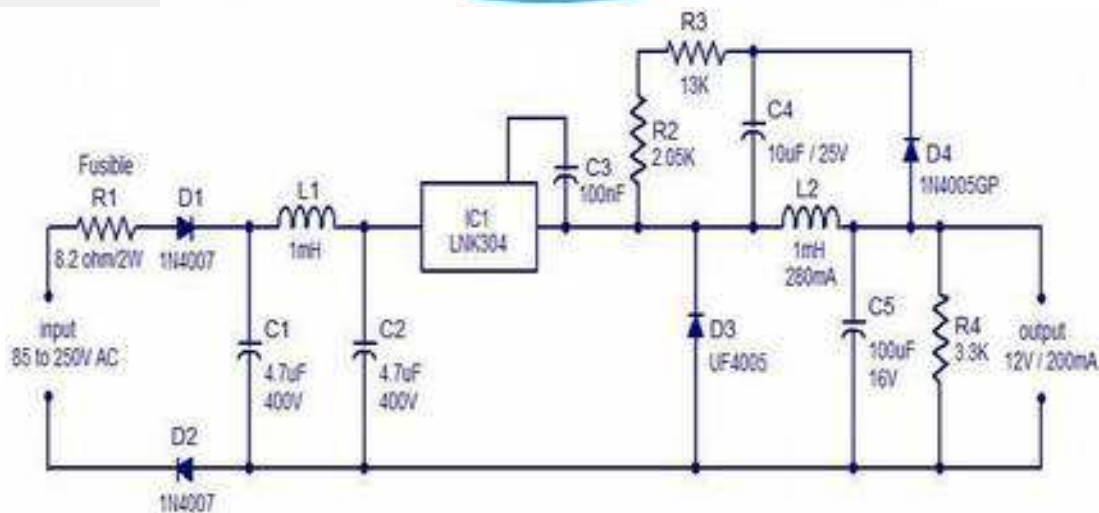 R3
13K
R2
2.05K
C4
10uF / 25V
D4
1N4005GP
C3
100nF
Fusible
R1
8.2 ohm/2W
D1
1N4007
L1
1mH
IC1
LNK304
L2
1mH
280mA
input
85 to 250V AC
C1
4.7uF
400V
C2
4.7uF
400V
D3
UF4005
C5
100uF
16V
R4
3.3K
output
12V / 200mA
D2
1N4007